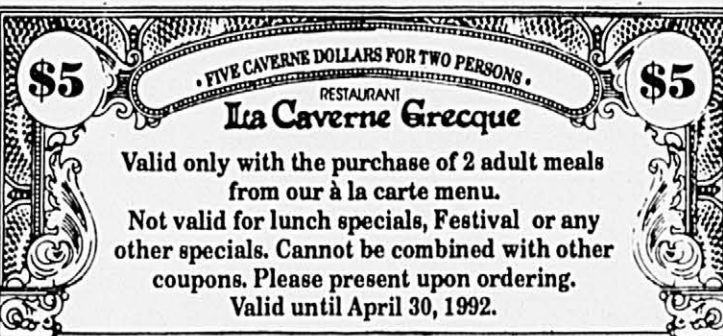 $5
$5
• FIVE CAVERNE DOLLARS FOR TWO PERSONS •
RESTAURANT
La Caverne Grecque
Valid only with the purchase of 2 adult meals
from our à la carte menu.
Not valid for lunch specials, Festival or any
other specials. Cannot be combined with other
coupons. Please present upon ordering.
Valid until April 30, 1992.